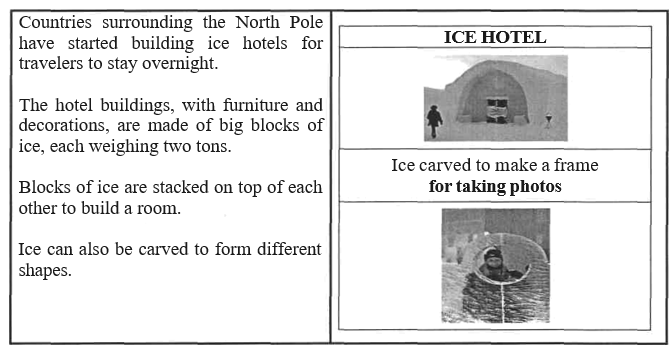 Countries surrounding the North Pole
have started building ice hotels for
travelers to stay overnight.
The hotel buildings, with furniture and
decorations, are made of big blocks of
ice, each weighing two tons.
Blocks of ice are stacked on top of each
other to build a room.
Ice can also be carved to form different
shapes.
ICE HOTEL
Ice carved to make a frame
for taking photos